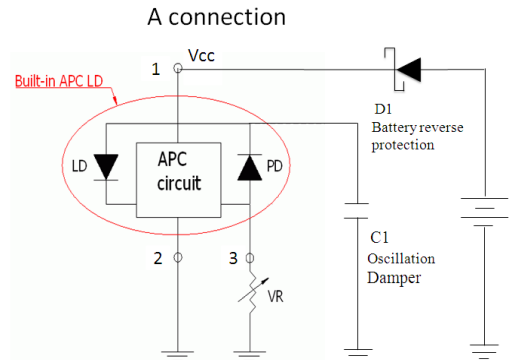 A connection
1
Vcc
Built-in APC LD
D1
Battery reverse
protection
LD
APC
circuit
PD
2
3
VR
C1
Oscillation
Damper